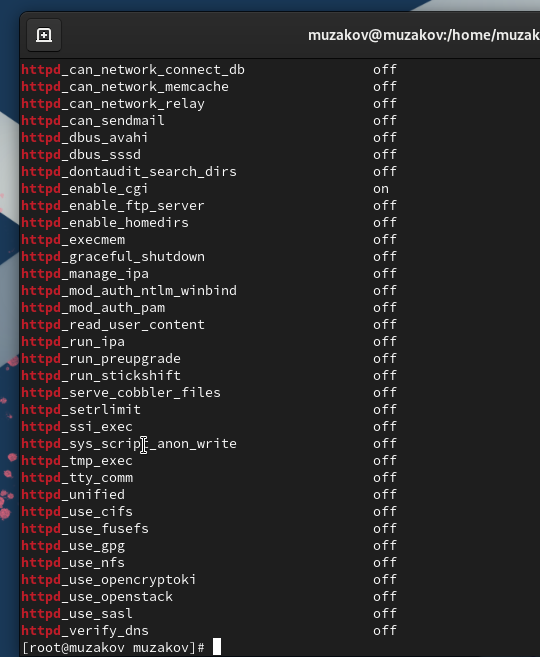 muzakov@muzakov:/home/muzak
httpd_can_network_connect_db off
httpd_can_network_memcache off
httpd_can_network_relay off
httpd_can_sendmail off
httpd_dbus_avahi off
httpd_dbus_sssd off
httpd_dontaudit_search_dirs off
httpd_enable_cgi on
httpd_enable_ftp_server off
httpd_enable_homedirs off
httpd_execmem off
httpd_graceful_shutdown off
httpd_manage_ipa off
httpd_mod_auth_ntlm_winbind off
httpd_mod_auth_pam off
httpd_read_user_content off
httpd_run_ipa off
httpd_run_preupgrade off
httpd_run_stickshift off
httpd_serve_cobbler_files off
httpd_setrlimit off
httpd_ssi_exec off
httpd_sys_script_anon_write off
httpd_tmp_exec off
httpd_tty_comm off
httpd_unified off
httpd_use_cifs off
httpd_use_fusefs off
httpd_use_gpg off
httpd_use_nfs off
httpd_use_opencryptoki off
httpd_use_openstack off
httpd_use_sasl off
httpd_verify_dns off
[root@muzakov muzakov]#